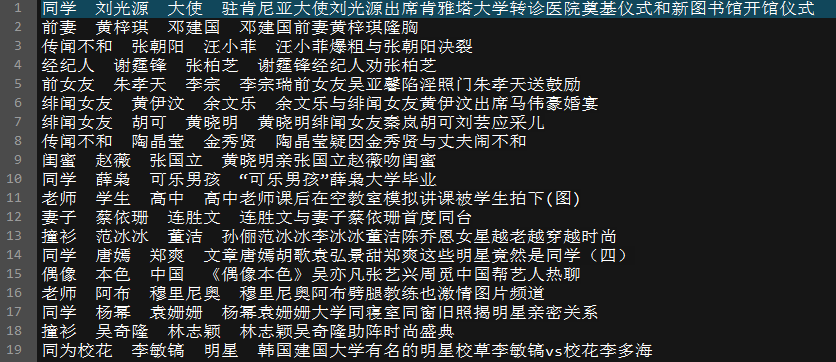 1 同学 刘光源 大使 驻肯尼亚大使刘光源出席肯雅塔大学转诊医院奠基仪式和新图书馆开馆仪式
2 前妻 黄梓琪 邓建国 邓建国前妻黄梓琪隆胸
3 传闻不和 张朝阳 汪小菲 汪小菲爆粗与张朝阳决裂
4 经纪人 谢霆锋 张柏芝 谢霆锋经纪人劝张柏芝
5 前女友 朱孝天 李宗 李宗瑞前女友吴亚馨陷淫照门朱孝天送鼓励
6 绯闻女友 黄伊汶 余文乐 余文乐与绯闻女友黄伊汶出席马伟豪婚宴
7 绯闻女友 胡可 黄晓明 黄晓明绯闻女友秦岚胡可刘芸应采儿
8 传闻不和 陶晶莹 金秀贤 陶晶莹疑因金秀贤与丈夫闹不和
9 闺蜜 赵薇 张国立 黄晓明亲张国立赵薇吻闺蜜
10 同学 薛枭 可乐男孩 “可乐男孩”薛枭大学毕业
11 老师 学生 高中 高中老师课后在空教室模拟讲课被学生拍下(图)
12 妻子 蔡依珊 连胜文 连胜文与妻子蔡依珊首度同台
13 撞衫 范冰冰 董洁 孙俪范冰冰李冰冰董洁陈乔恩女星越老越穿越时尚
14 同学 唐嫣 郑爽 文章唐嫣胡歌袁弘景甜郑爽这些明星竟然是同学（四）
15 偶像 本色 中国 《偶像本色》吴亦凡张艺兴周觅中国帮艺人热聊
16 老师 阿布 穆里尼奥 穆里尼奥阿布劈腿教练也激情图片频道
17 同学 杨幂 袁姗姗 杨幂袁姗姗大学同寝室同窗旧照揭明星亲密关系
18 撞衫 吴奇隆 林志颖 林志颖吴奇隆助阵时尚盛典
19 同为校花 李敏镐 明星 韩国建国大学有名的明星校草李敏镐vs校花李多海